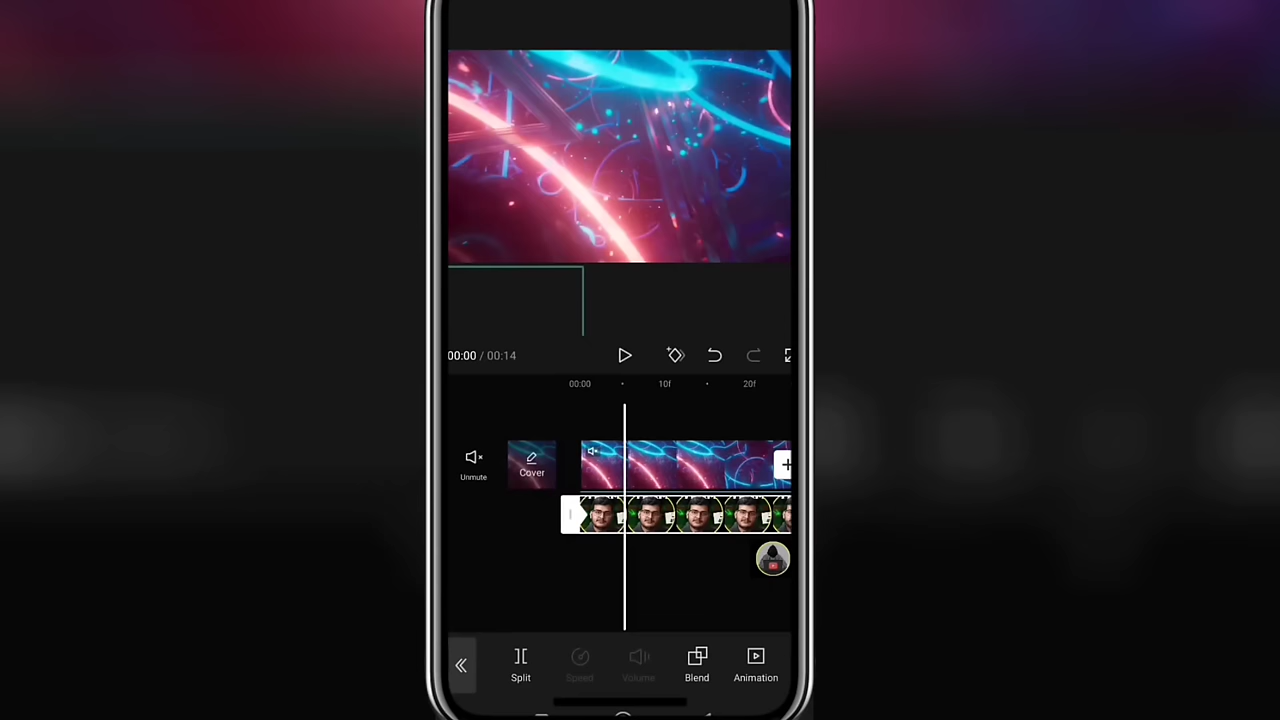 00:00 / 00:14
00:00 10f 20f
Unmute
Cover
Split Speed Volume Blend Animation